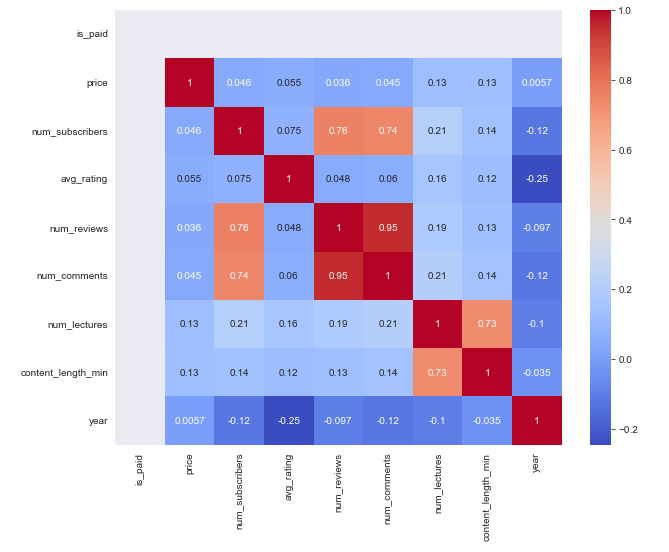 is_paid
price 1 0.046 0.055 0.036 0.045 0.13 0.13 0.0057
num_subscribers 0.046 1 0.075 0.76 0.74 0.21 0.14 -0.12
avg_rating 0.055 0.075 1 0.048 0.06 0.16 0.12 -0.25
num_reviews 0.036 0.76 0.048 1 0.95 0.19 0.13 -0.097
num_comments 0.045 0.74 0.06 0.95 1 0.21 0.14 -0.12
num_lectures 0.13 0.21 0.16 0.19 0.21 1 0.73 -0.1
content_length_min 0.13 0.14 0.12 0.13 0.14 0.73 1 -0.035
year 0.0057 -0.12 -0.25 -0.097 -0.12 -0.1 -0.035 1
is_paid
price
num_subscribers
avg_rating
num_reviews
num_comments
num_lectures
content_length_min
year
1.0
0.8
0.6
0.4
0.2
0.0
−0.2